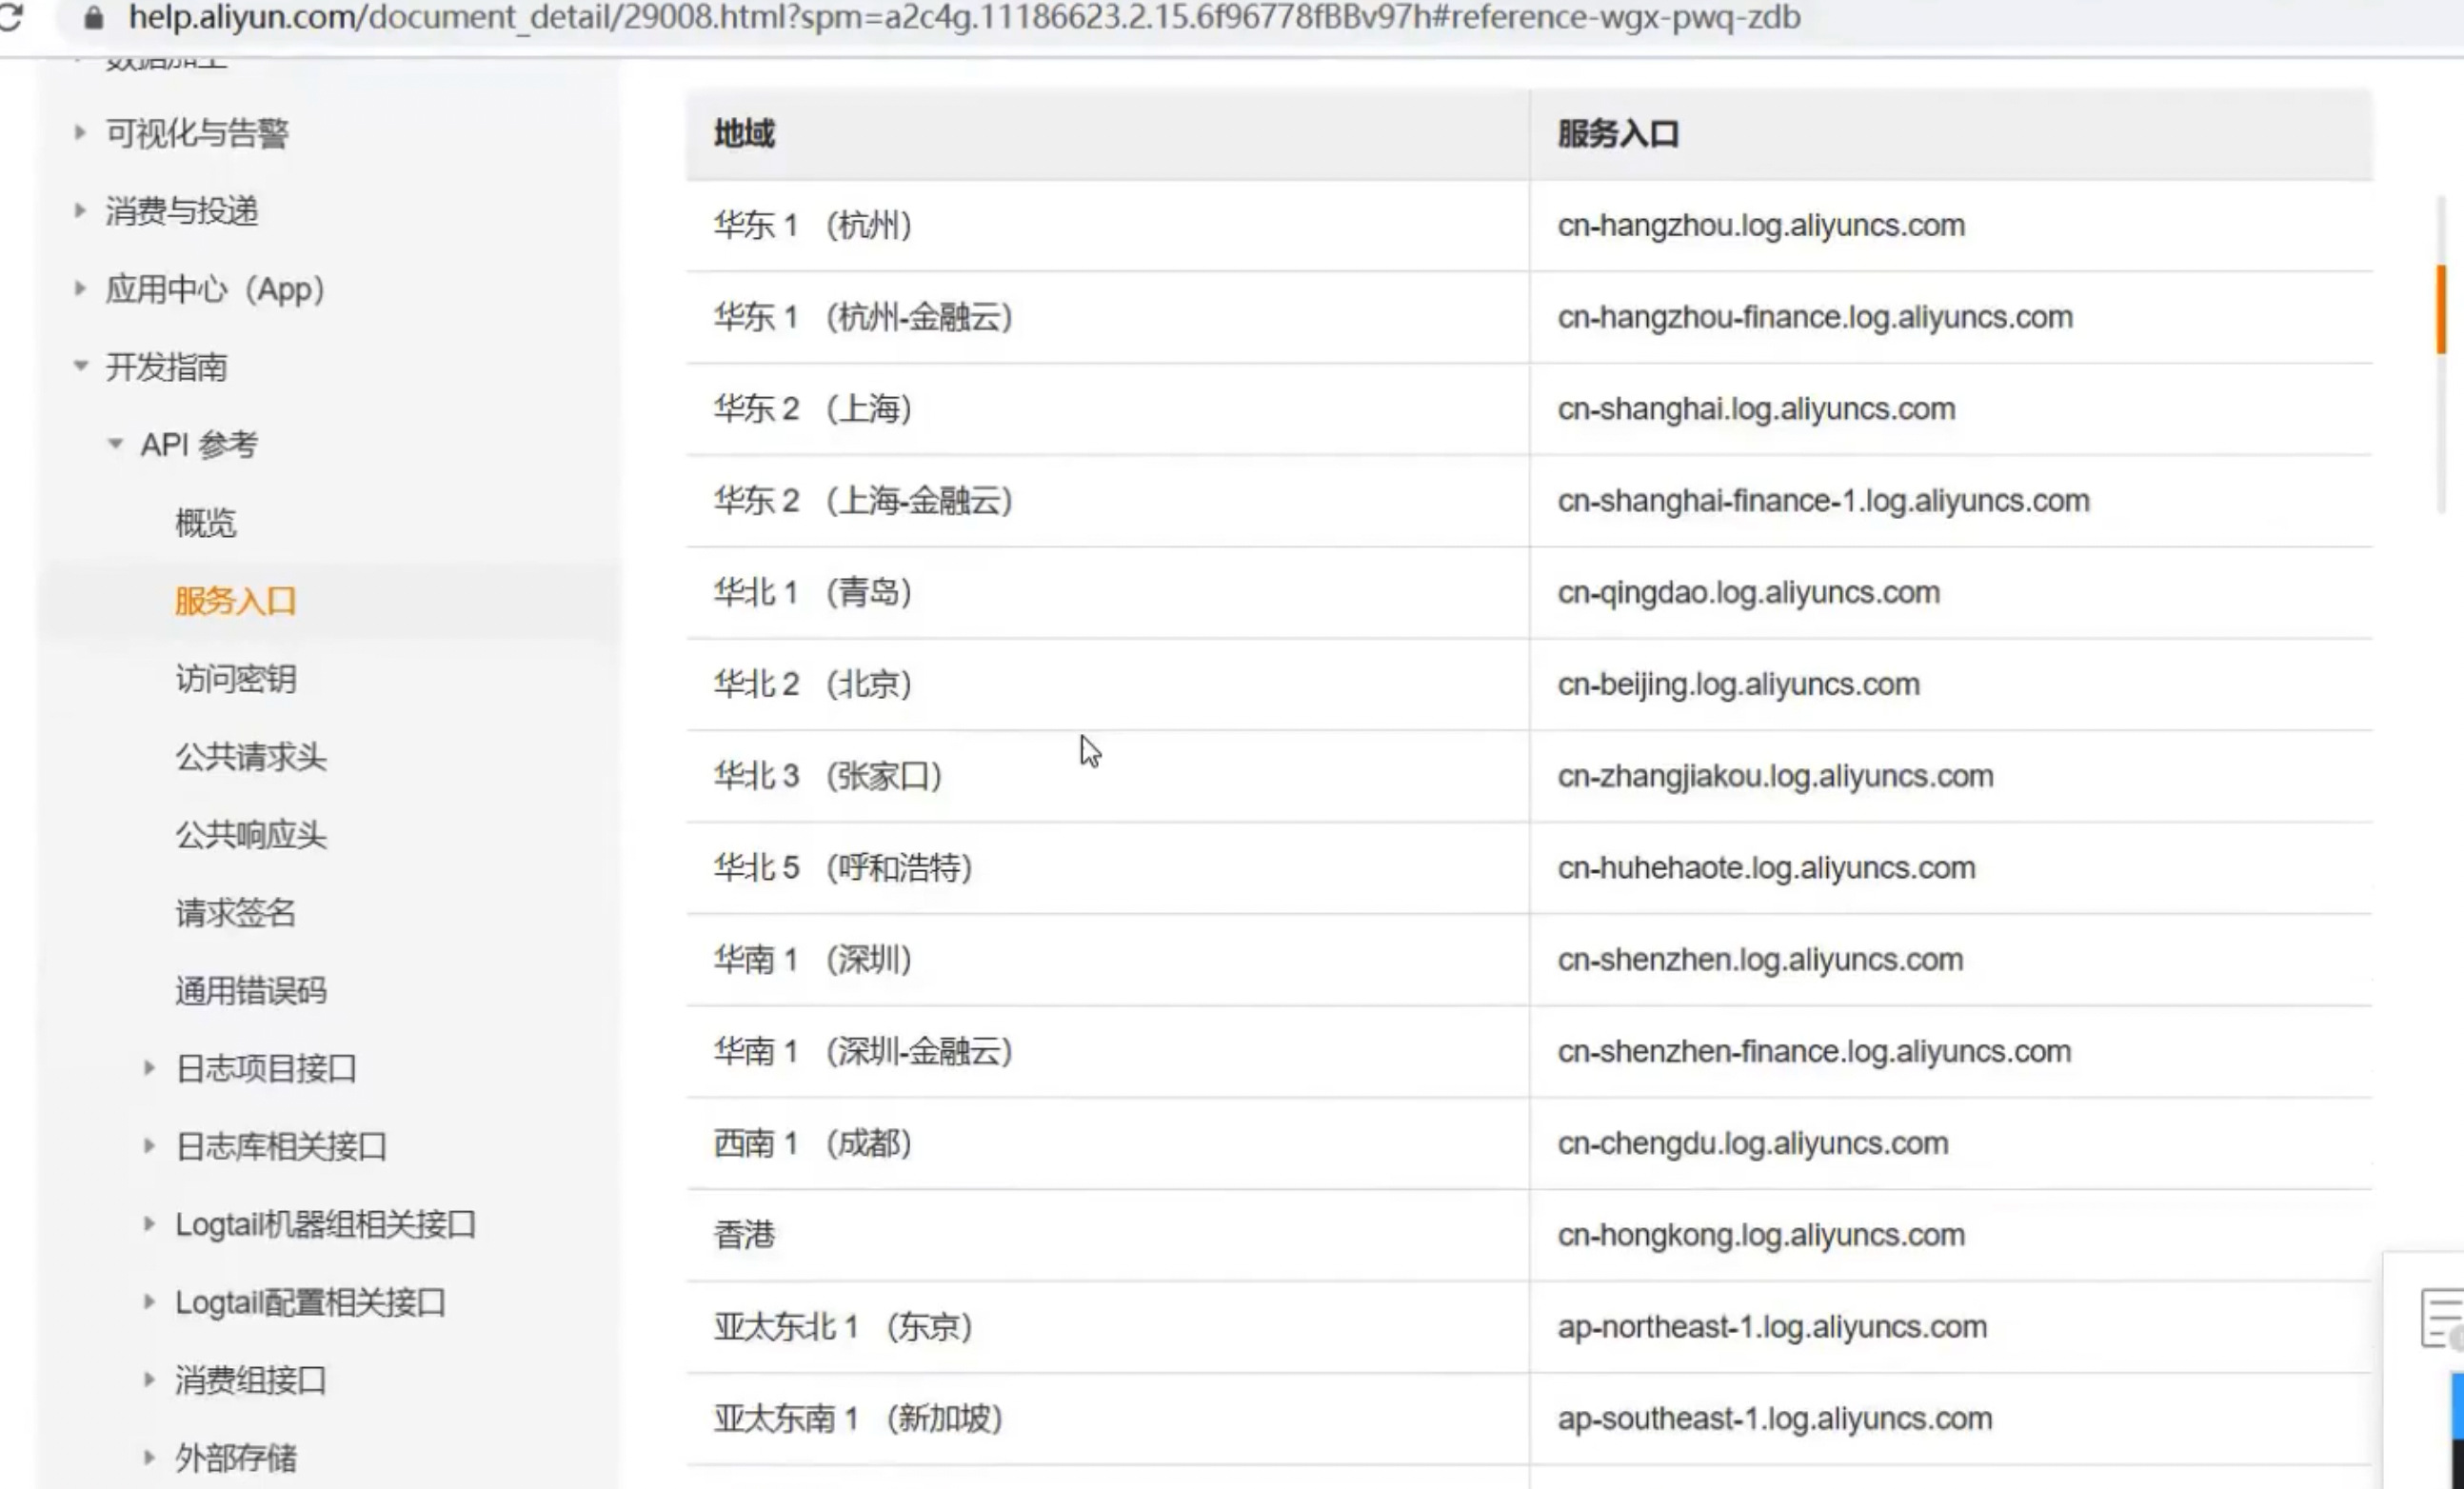 help.aliyun.com/document_detail/29008.html?spm=a2c4g.11186623.2.15.6f96778fBBv97h#reference-wgx-pwq-zdb
数据加工
可视化与告警
消费与投递
应用中心（App）
开发指南
API 参考
概览
服务入口
访问密钥
公共请求头
公共响应头
请求签名
通用错误码
日志项目接口
日志库相关接口
Logtail机器组相关接口
Logtail配置相关接口
消费组接口
外部存储
地域 服务入口
华东 1 （杭州） cn-hangzhou.log.aliyuncs.com
华东 1 （杭州-金融云） cn-hangzhou-finance.log.aliyuncs.com
华东 2 （上海） cn-shanghai.log.aliyuncs.com
华东 2 （上海-金融云） cn-shanghai-finance-1.log.aliyuncs.com
华北 1 （青岛） cn-qingdao.log.aliyuncs.com
华北 2 （北京） cn-beijing.log.aliyuncs.com
华北 3 （张家口） cn-zhangjiakou.log.aliyuncs.com
华北 5 （呼和浩特） cn-huhehaote.log.aliyuncs.com
华南 1 （深圳） cn-shenzhen.log.aliyuncs.com
华南 1 （深圳-金融云） cn-shenzhen-finance.log.aliyuncs.com
西南 1 （成都） cn-chengdu.log.aliyuncs.com
香港 cn-hongkong.log.aliyuncs.com
亚太东北 1 （东京） ap-northeast-1.log.aliyuncs.com
亚太东南 1 （新加坡） ap-southeast-1.log.aliyuncs.com